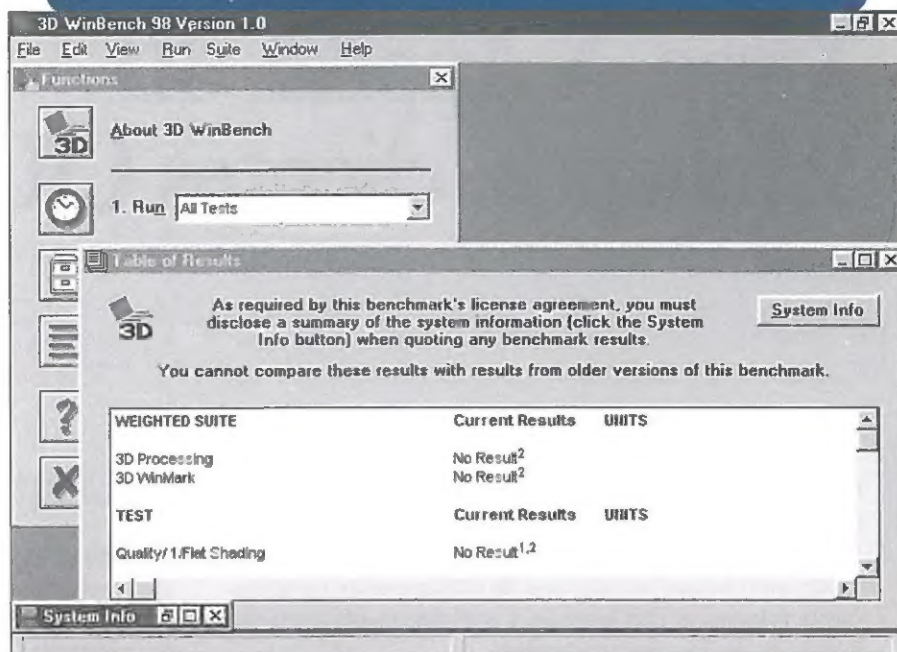 3D WinBench 98 Version 1.0
File Edit View Run Suite Window Help
Functions
3D
About 3D WinBench
1. Run All Tests
Table of Results
3D
As required by this benchmark's license agreement, you must
disclose a summary of the system information (click the System
Info button) when quoting any benchmark results.
System Info
You cannot compare these results with results from older versions of this benchmark.
WEIGHTED SUITE Current Results UNITS
3D Processing No Result2
3D WinMark No Result2
TEST Current Results UNITS
Quality/ 1.Flat Shading No Result1,2
System Info